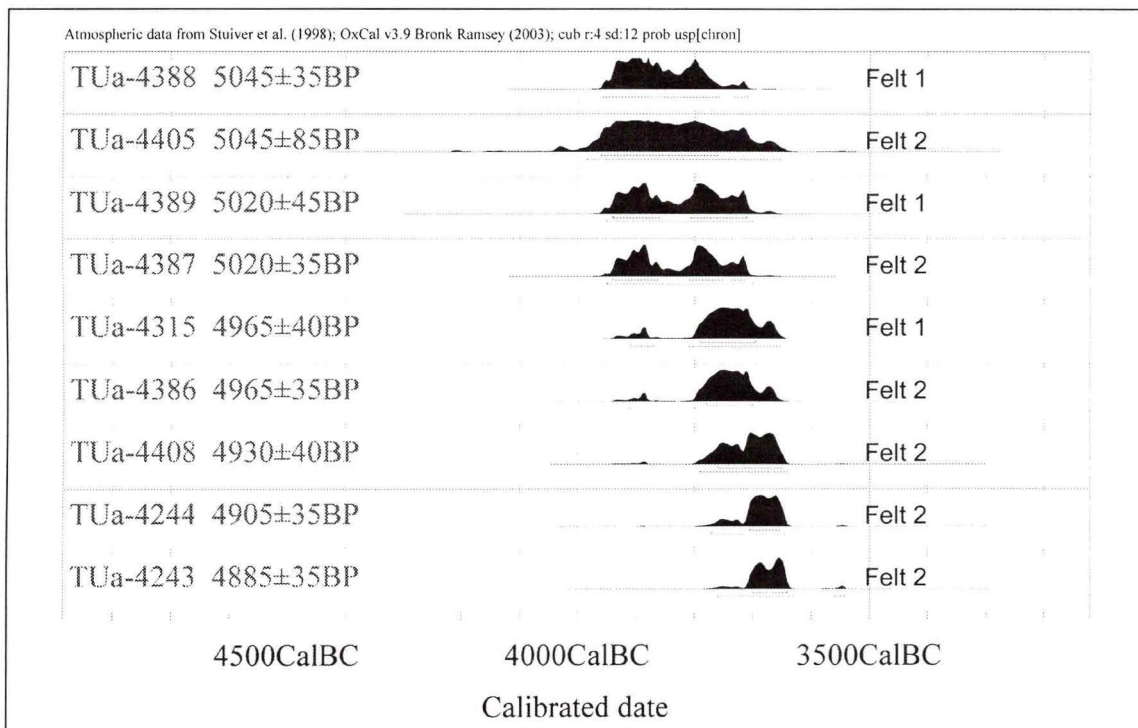 Atmospheric data from Stuiver et al. (1998); OxCal v3.9 Bronk Ramsey (2003); cub r:4 sd:12 prob usp[chron]
TUa-4388 5045±35BP Felt 1
TUa-4405 5045±85BP Felt 2
TUa-4389 5020±45BP Felt 1
TUa-4387 5020±35BP Felt 2
TUa-4315 4965±40BP Felt 1
TUa-4386 4965±35BP Felt 2
TUa-4408 4930±40BP Felt 2
TUa-4244 4905±35BP Felt 2
TUa-4243 4885±35BP Felt 2
4500CalBC 4000CalBC 3500CalBC
Calibrated date